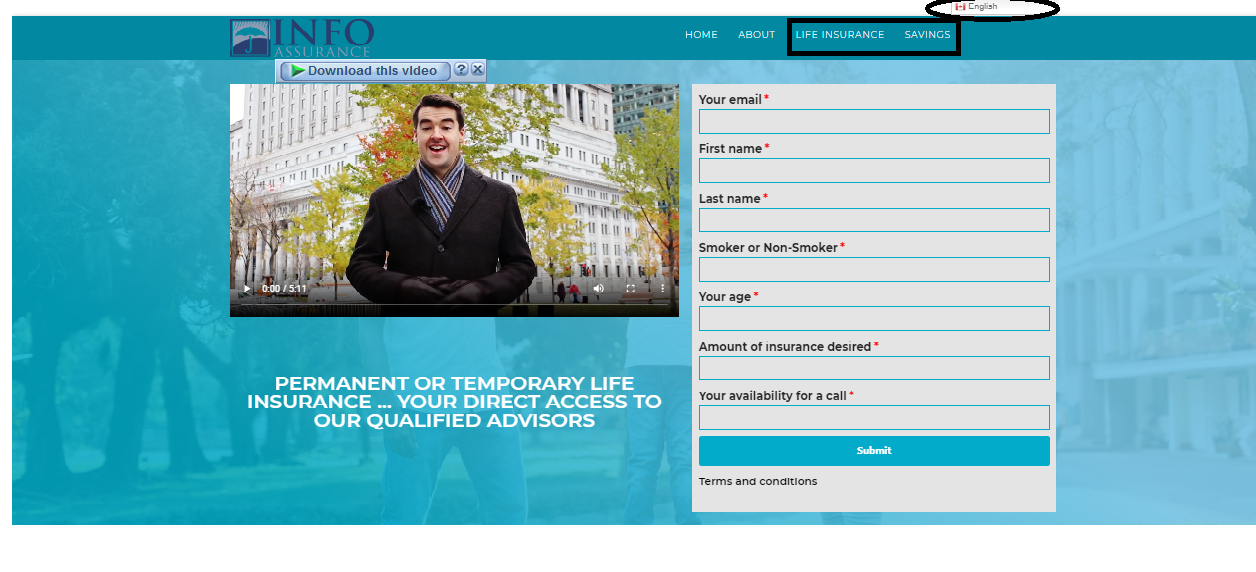 English
INFO
ASSURANCE
HOME ABOUT LIFE INSURANCE SAVINGS
Download this video ? X
0:00 / 5:11
PERMANENT OR TEMPORARY LIFE
INSURANCE ... YOUR DIRECT ACCESS TO
OUR QUALIFIED ADVISORS
Your email *
First name *
Last name *
Smoker or Non-Smoker *
Your age *
Amount of insurance desired *
Your availability for a call *
Submit
Terms and conditions